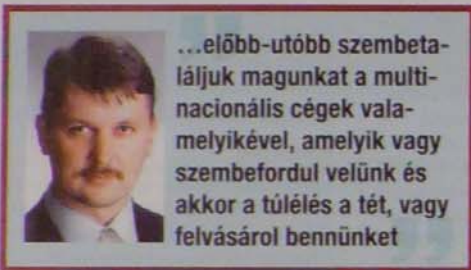 …előbb-utóbb szembeta-
láljuk magunkat a multi-
nacionális cégek vala-
melyikével, amelyik vagy
szembefordul velünk és
akkor a túlélés a tét, vagy
felvásárol bennünket